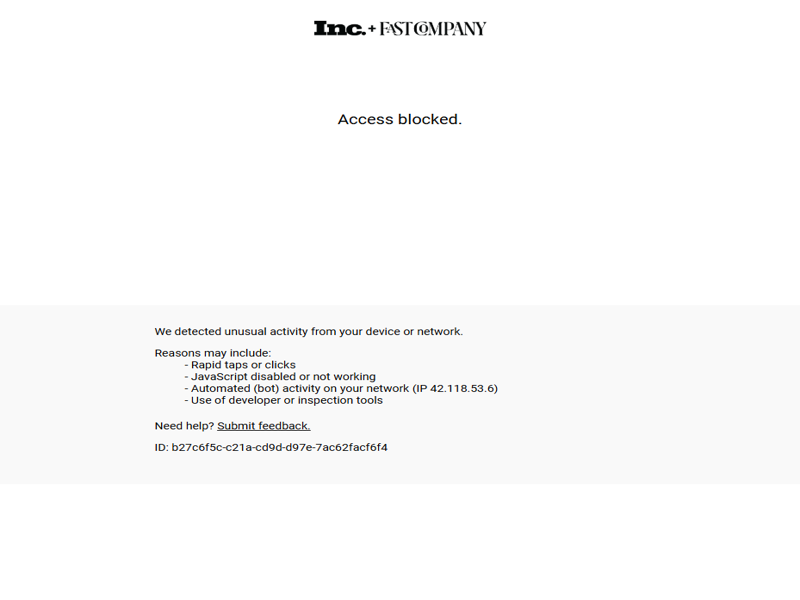 Inc. + FAST COMPANY
Access blocked.
We detected unusual activity from your device or network.
Reasons may include:
- Rapid taps or clicks
- JavaScript disabled or not working
- Automated (bot) activity on your network (IP 42.118.53.6)
- Use of developer or inspection tools
Need help? Submit feedback.
ID: b27c6f5c-c21a-cd9d-d97e-7ac62facf6f4